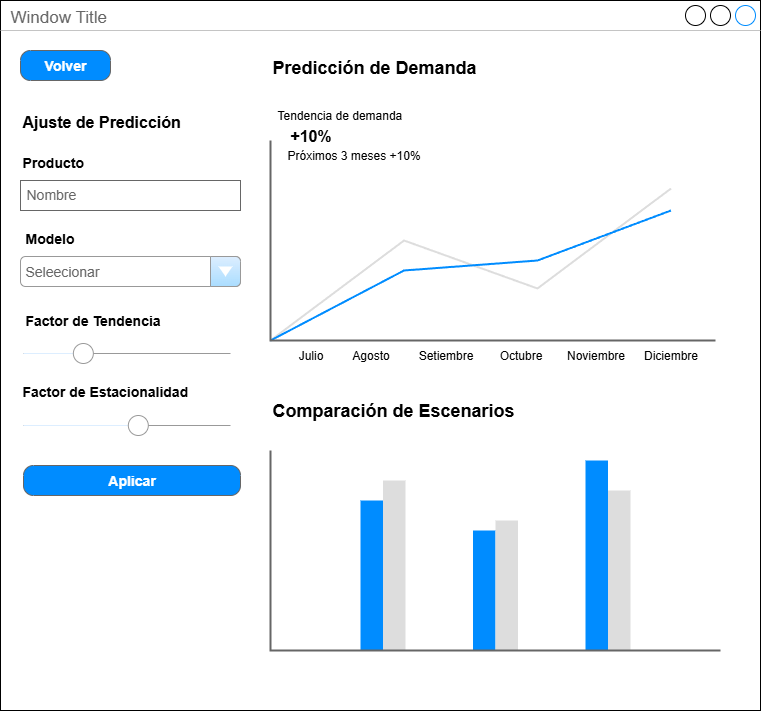 Window Title
Volver
Predicción de Demanda
Ajuste de Predicción
Tendencia de demanda
+10%
Próximos 3 meses +10%
Producto
Nombre
Modelo
Seleecionar
Factor de Tendencia
Julio Agosto Setiembre Octubre Noviembre Diciembre
Factor de Estacionalidad
Comparación de Escenarios
Aplicar